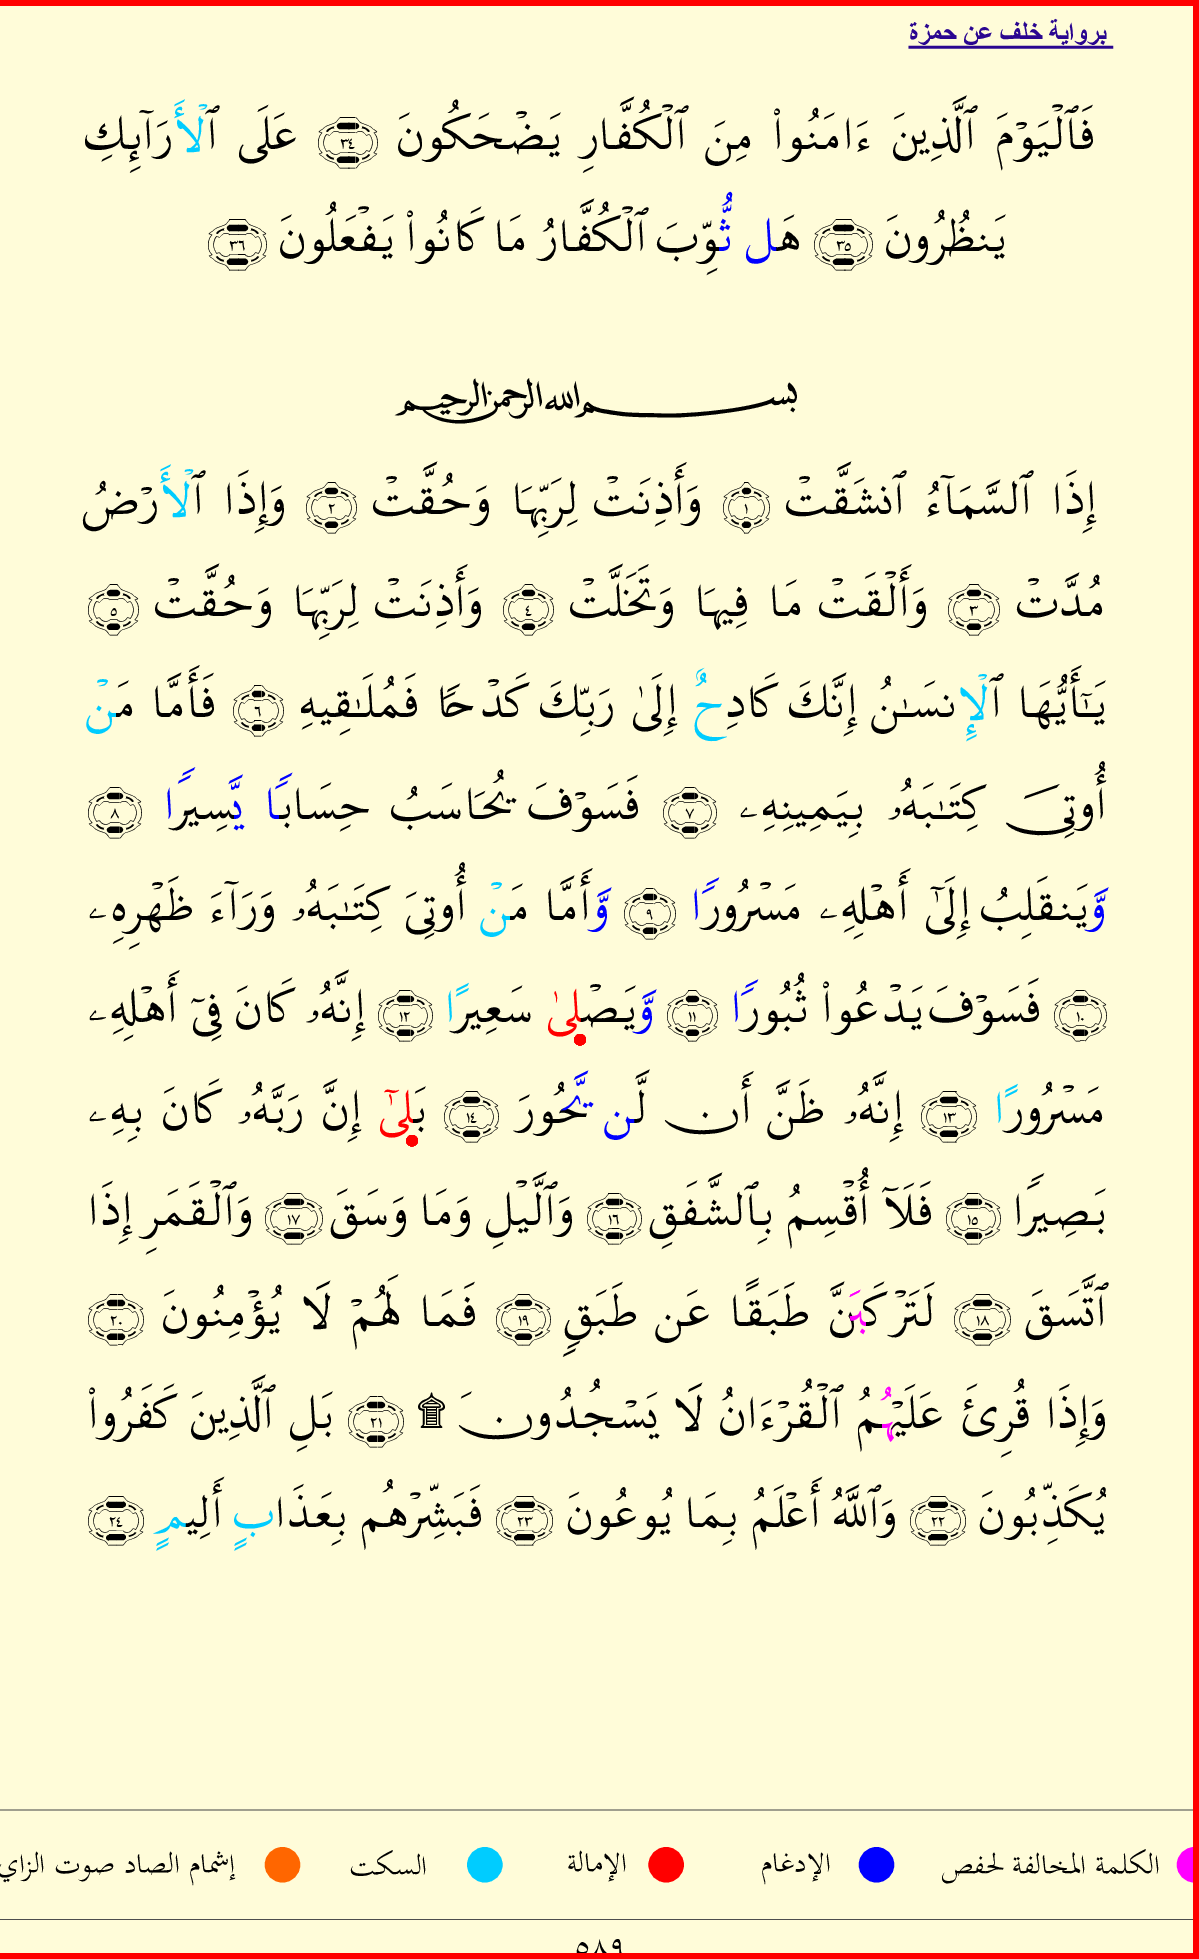 برواية خلف عن حمزة
فَٱلْيَوْمَ ٱلَّذِينَ ءَامَنُوا۟ مِنَ ٱلْكُفَّارِ يَضْحَكُونَ ٣٤ عَلَى ٱلْأَرَآئِكِ
يَنظُرُونَ ٣٥ هَل ثُّوِّبَ ٱلْكُفَّارُ مَا كَانُوا۟ يَفْعَلُونَ ٣٦
بسم الله الرحمن الرحيم
إِذَا ٱلسَّمَآءُ ٱنشَقَّتْ ١ وَأَذِنَتْ لِرَبِّهَا وَحُقَّتْ ٢ وَإِذَا ٱلْأَرْضُ
مُدَّتْ ٣ وَأَلْقَتْ مَا فِيهَا وَتَخَلَّتْ ٤ وَأَذِنَتْ لِرَبِّهَا وَحُقَّتْ ٥
يَـٰٓأَيُّهَا ٱلْإِنسَـٰنُ إِنَّكَ كَادِحٌ إِلَىٰ رَبِّكَ كَدْحًا فَمُلَـٰقِيهِ ٦ فَأَمَّا مَنْ
أُوتِىَ كِتَـٰبَهُۥ بِيَمِينِهِۦ ٧ فَسَوْفَ يُحَاسَبُ حِسَابًا يَّسِيرًا ٨
وَّيَنقَلِبُ إِلَىٰٓ أَهْلِهِۦ مَسْرُورًا ٩ وَّأَمَّا مَنْ أُوتِىَ كِتَـٰبَهُۥ وَرَآءَ ظَهْرِهِۦ
١٠ فَسَوْفَ يَدْعُوا۟ ثُبُورًا ١١ وَّيَصْلِىٰ سَعِيرًا ١٢ إِنَّهُۥ كَانَ فِىٓ أَهْلِهِۦ
مَسْرُورًا ١٣ إِنَّهُۥ ظَنَّ أَن لَّن يَّحُورَ ١٤ بَلِىٰٓ إِنَّ رَبَّهُۥ كَانَ بِهِۦ
بَصِيرًا ١٥ فَلَآ أُقْسِمُ بِٱلشَّفَقِ ١٦ وَٱلَّيْلِ وَمَا وَسَقَ ١٧ وَٱلْقَمَرِ إِذَا
ٱتَّسَقَ ١٨ لَتَرْكَبَنَّ طَبَقًا عَن طَبَقٍ ١٩ فَمَا لَهُمْ لَا يُؤْمِنُونَ ٢٠
وَإِذَا قُرِئَ عَلَيْهُمُ ٱلْقُرْءَانُ لَا يَسْجُدُونَ ۩ ٢١ بَلِ ٱلَّذِينَ كَفَرُوا۟
يُكَذِّبُونَ ٢٢ وَٱللَّهُ أَعْلَمُ بِمَا يُوعُونَ ٢٣ فَبَشِّرْهُم بِعَذَابٍ أَلِيمٍ ٢٤
الكلمة المخالفة لحفص الإدغام الإمالة السكت إشمام الصاد صوت الزاي
٥٨٩